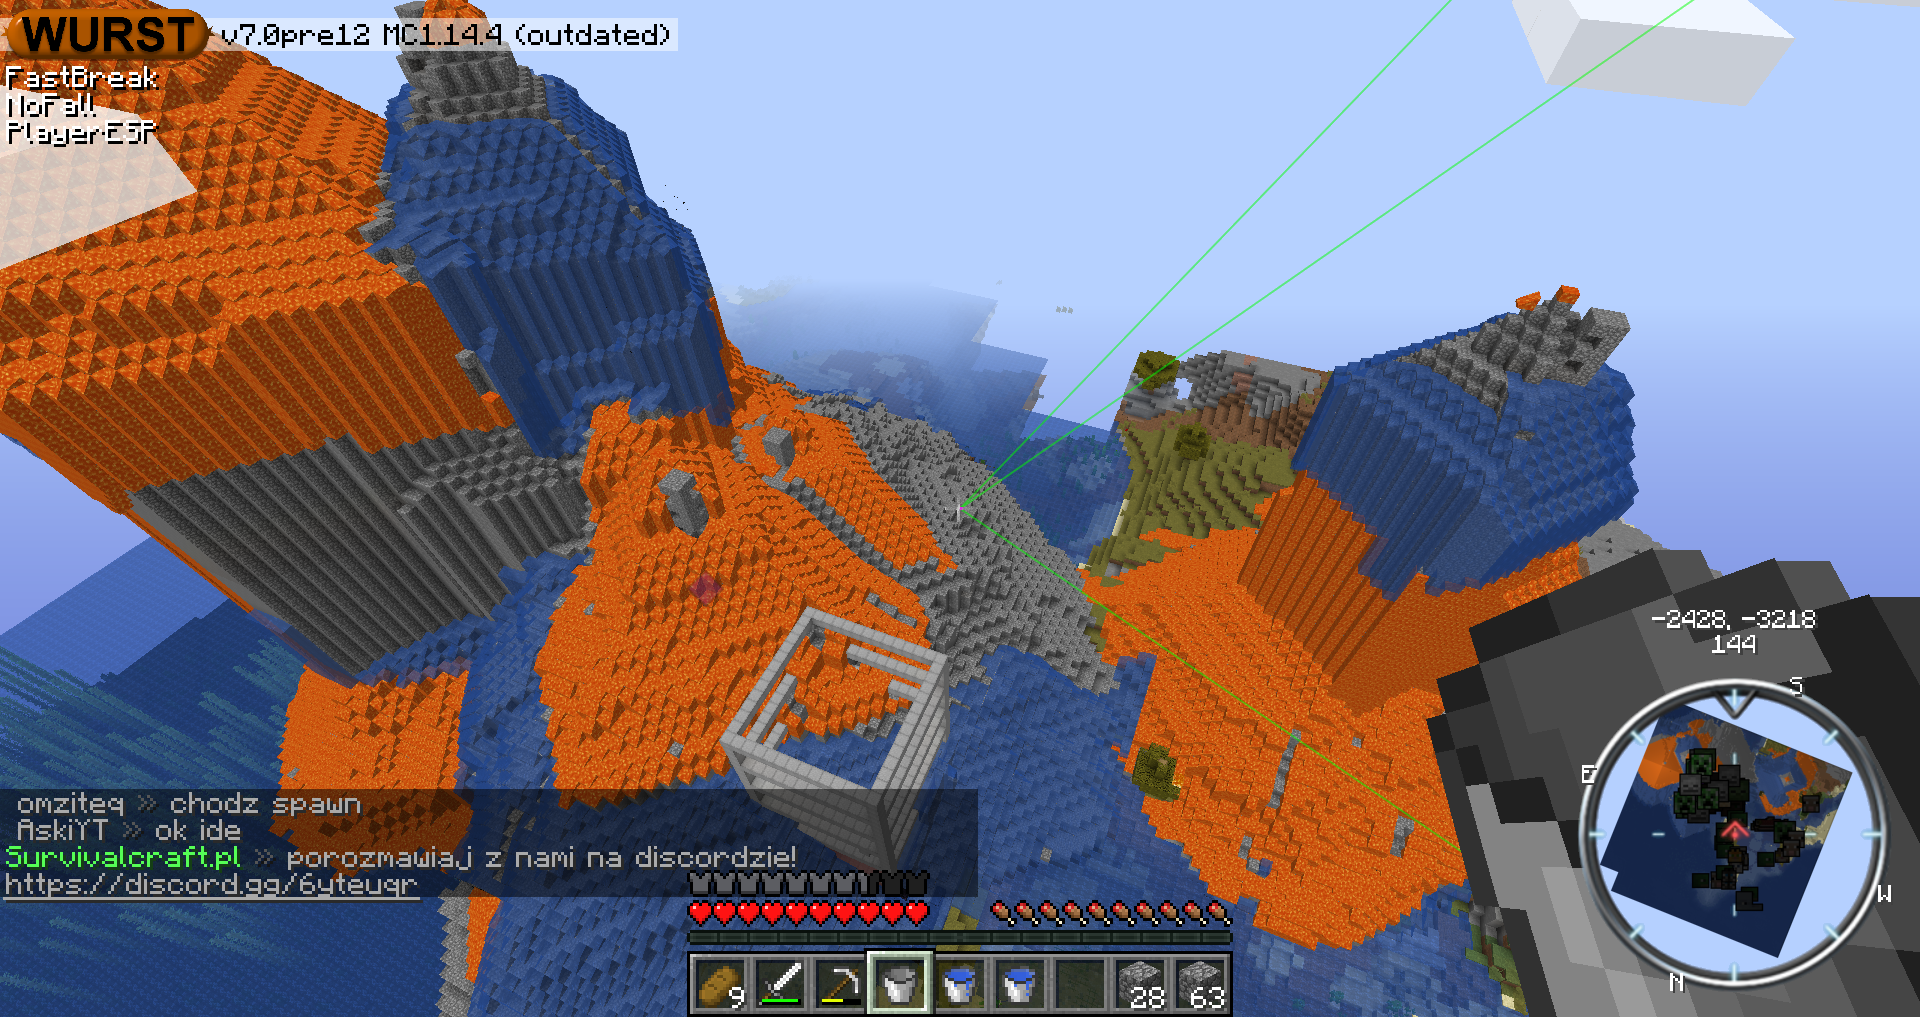 WURST v7.0pre12 MC1.14.4 (outdated)
FastBreak
NoFall
PlayerESP
-2428, -3218
144
S
E
W
N
omziteq » chodz spawn
AskiYT » ok ide
Survivalcraft.pl » porozmawiaj z nami na discordzie!
https://discord.gg/6yteuqr
9
28
63